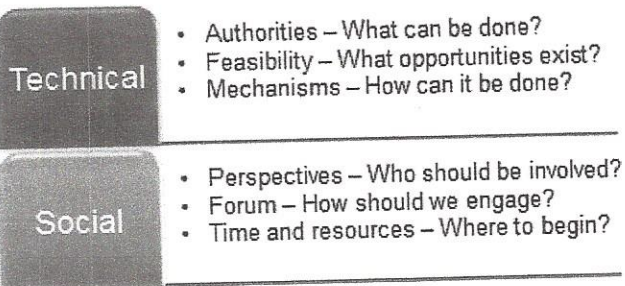 Technical
• Authorities – What can be done?
• Feasibility – What opportunities exist?
• Mechanisms – How can it be done?
Social
• Perspectives – Who should be involved?
• Forum – How should we engage?
• Time and resources – Where to begin?